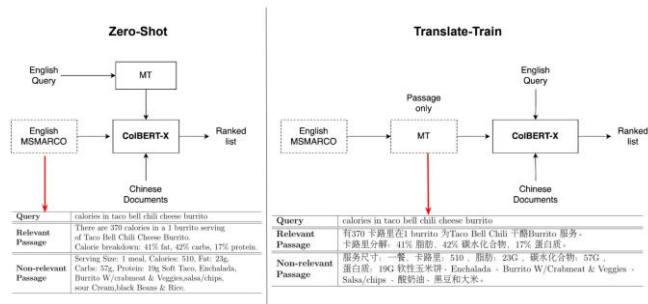 Zero-Shot
English
Query
MT
English
MSMARCO
ColBERT-X
Ranked
list
Chinese
Documents
Query calories in taco bell chili cheese burrito
Relevant
Passage
There are 370 calories in a 1 burrito serving
of Taco Bell Chili Cheese Burrito.
Calorie breakdown: 41% fat, 42% carbs, 17% protein.
Non-relevant
Passage
Serving Size: 1 meal, Calories: 510, Fat: 23g,
Carbs: 57g, Protein: 19g Soft Taco, Enchalada,
Burrito W/crabmeat & Veggies,salsa/chips,
sour Cream,black Beans & Rice.
Translate-Train
English
Query
Passage
only
English
MSMARCO
MT
ColBERT-X
Ranked
list
Chinese
Documents
Query calories in taco bell chili cheese burrito
Relevant
Passage
有370 卡路里在1 burrito 为Taco Bell Chili 干酪Burrito 服务。
卡路里分解：41% 脂肪，42% 碳水化合物，17% 蛋白质。
Non-relevant
Passage
服务尺寸：一餐，卡路里：510，脂肪：23G，碳水化合物：57G，
蛋白质：19G 软性玉米饼、Enchalada 、Burrito W/Crabmeat & Veggies 、
Salsa/chips 、酸奶油、黑豆和大米。